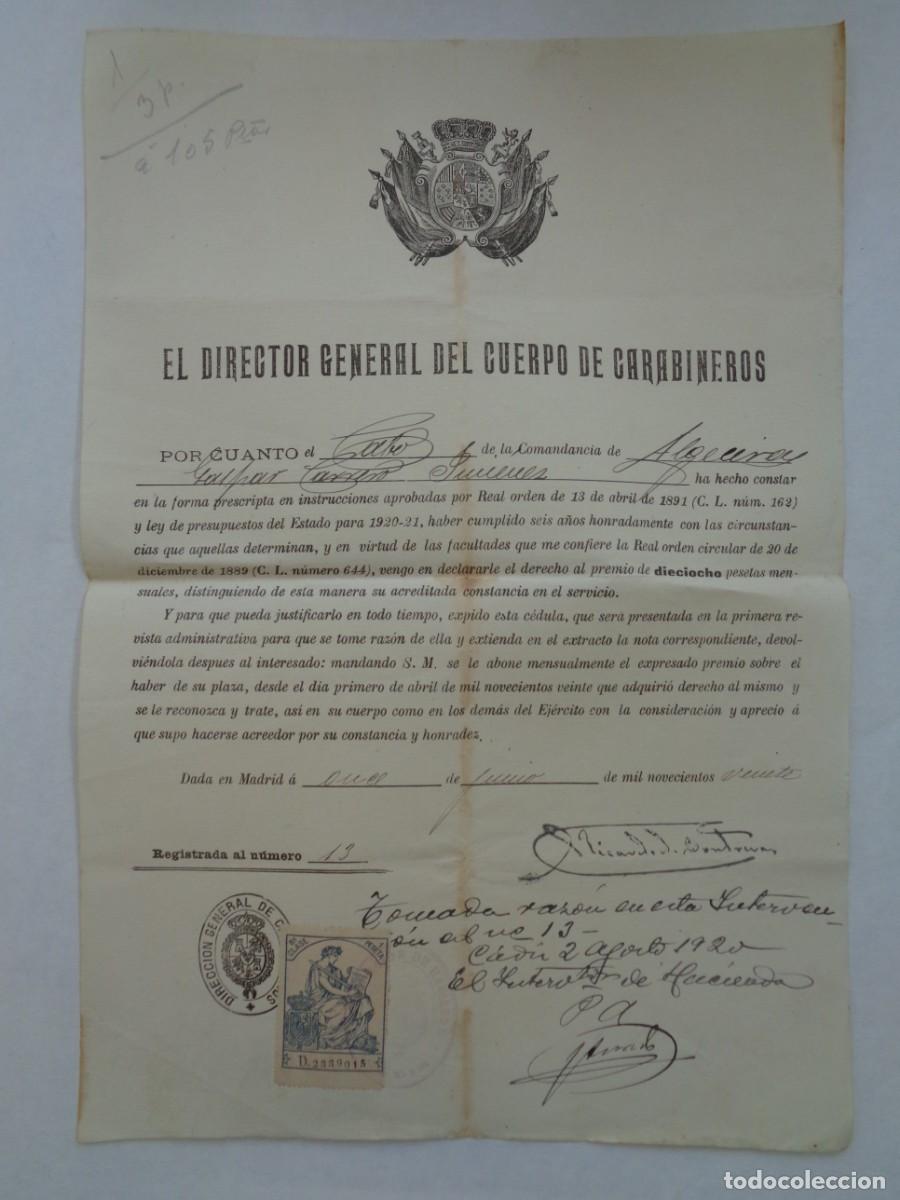 1
3 p.
á 105 Ptas
EL DIRECTOR GENERAL DEL CUERPO DE CARABINEROS
POR CUANTO el Cabo de la Comandancia de Algeciras
Gaspar Carrero Jimenez ha hecho constar
en la forma prescripta en instrucciones aprobadas por Real orden de 13 de abril de 1891 (C. L. núm. 162)
y ley de presupuestos del Estado para 1920-21, haber cumplido seis años honradamente con las circunstan-
cias que aquellas determinan, y en virtud de las facultades que me confiere la Real orden circular de 20 de
diciembre de 1889 (C. L. número 644), vengo en declararle el derecho al premio de dieciocho pesetas men-
suales, distinguiendo de esta manera su acreditada constancia en el servicio.
Y para que pueda justificarlo en todo tiempo, expido esta cédula, que será presentada en la primera re-
vista administrativa para que se tome razón de ella y extienda en el extracto la nota correspondiente, devol-
viéndola despues al interesado: mandando S. M. se le abone mensualmente el expresado premio sobre el
haber de su plaza, desde el dia primero de abril de mil novecientos veinte que adquirió derecho al mismo y
se le reconozca y trate, asi en su cuerpo como en los demás del Ejército con la consideración y aprecio á
que supo hacerse acreedor por su constancia y honradez.
Dada en Madrid á once de Junio de mil novecientos veinte
Registrada al número 13
Tomada razón en esta Interven-
ción al no 13-
Cádiz 2 Agosto 1920
El Interotor de Hacienda
P A
DIRECCION GENERAL DE C
OS
PESETA
D.2889015
todocoleccion